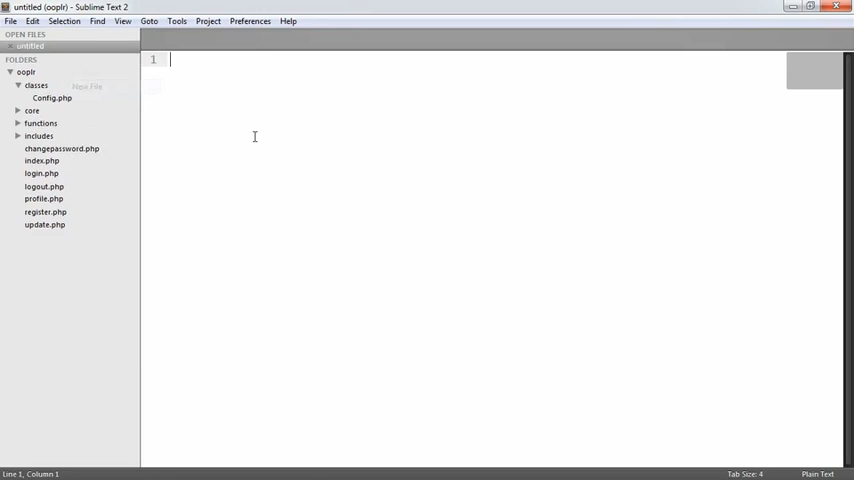 untitled (ooplr) - Sublime Text 2
File Edit Selection Find View Goto Tools Project Preferences Help
OPEN FILES
untitled
FOLDERS
ooplr
classes
New File
Config.php
core
functions
includes
changepassword.php
index.php
login.php
logout.php
profile.php
register.php
update.php
1
Line 1, Column 1 Tab Size: 4 Plain Text